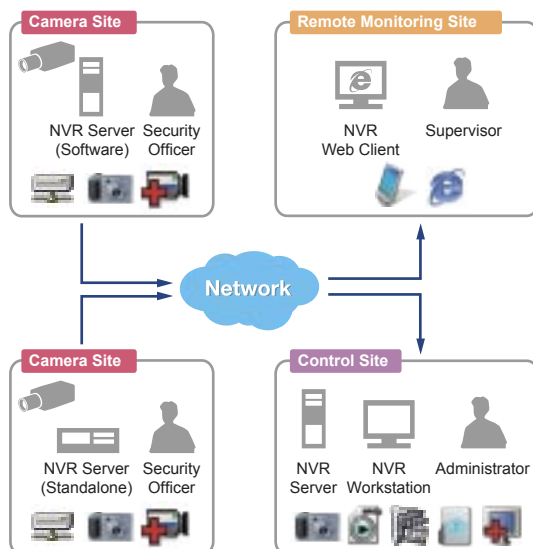 Camera Site
NVR Server
(Software)
Security
Officer
Remote Monitoring Site
NVR
Web Client
Supervisor
Network
Camera Site
NVR Server
(Standalone)
Security
Officer
Control Site
NVR
Server
NVR
Workstation
Administrator